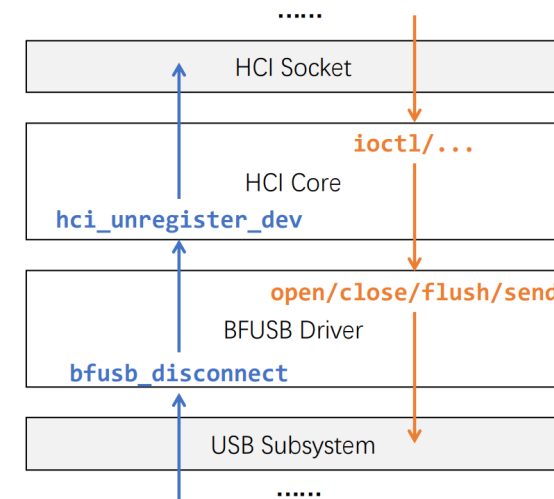 ......
HCI Socket
ioctl/...
HCI Core
hci_unregister_dev
open/close/flush/send
BFUSB Driver
bfusb_disconnect
USB Subsystem
......